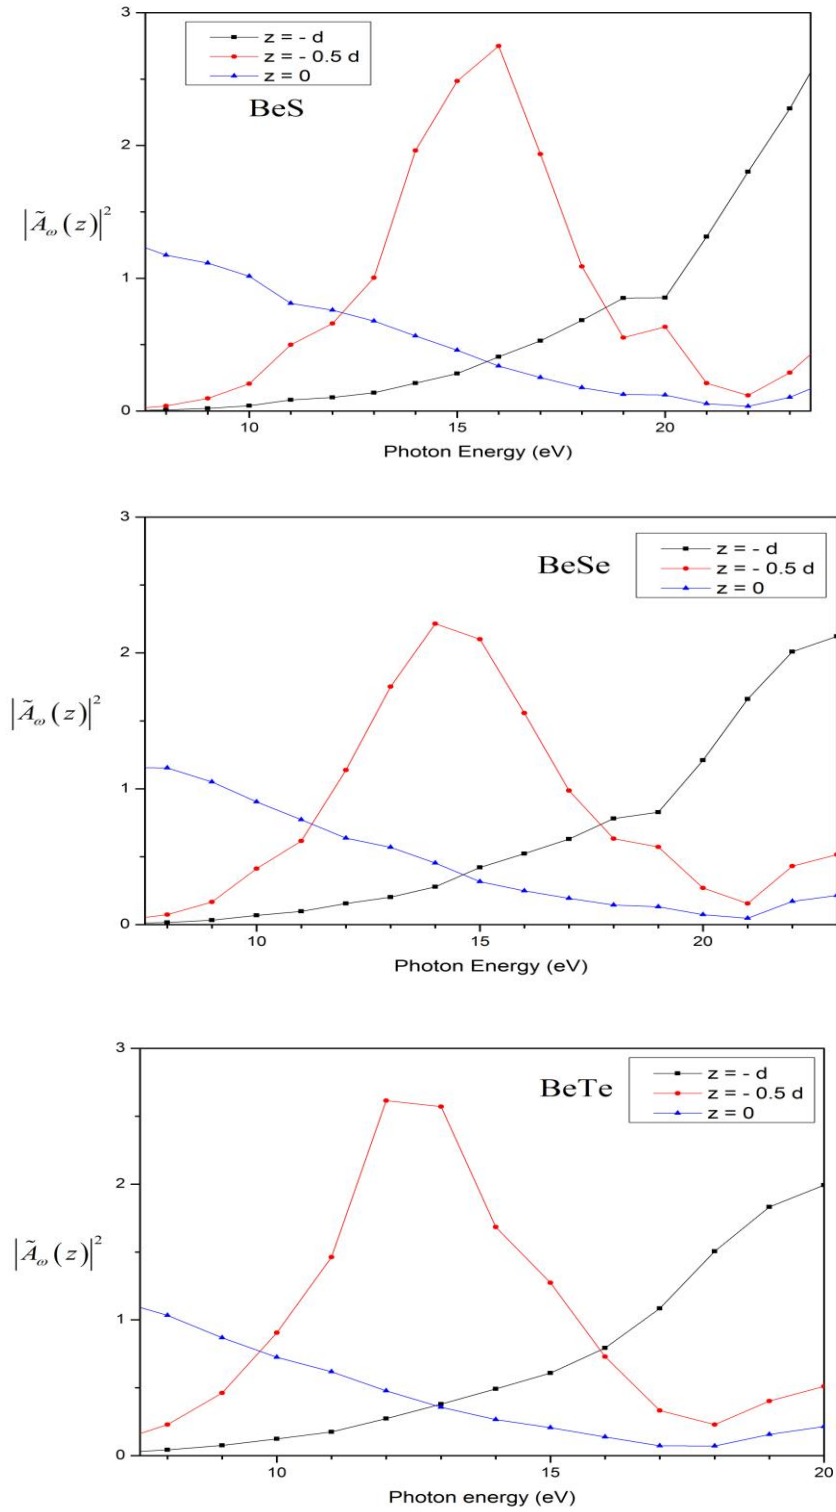 3
z = - d
z = - 0.5 d
z = 0
BeS
2
|Ã_ω(z)|²
1
0
10 15 20
Photon Energy (eV)
3
z = - d
BeSe
z = - 0.5 d
z = 0
2
|Ã_ω(z)|²
1
0
10 15 20
Photon Energy (eV)
3
z = - d
BeTe
z = - 0.5 d
z = 0
2
|Ã_ω(z)|²
1
0
10 15 20
Photon energy (eV)